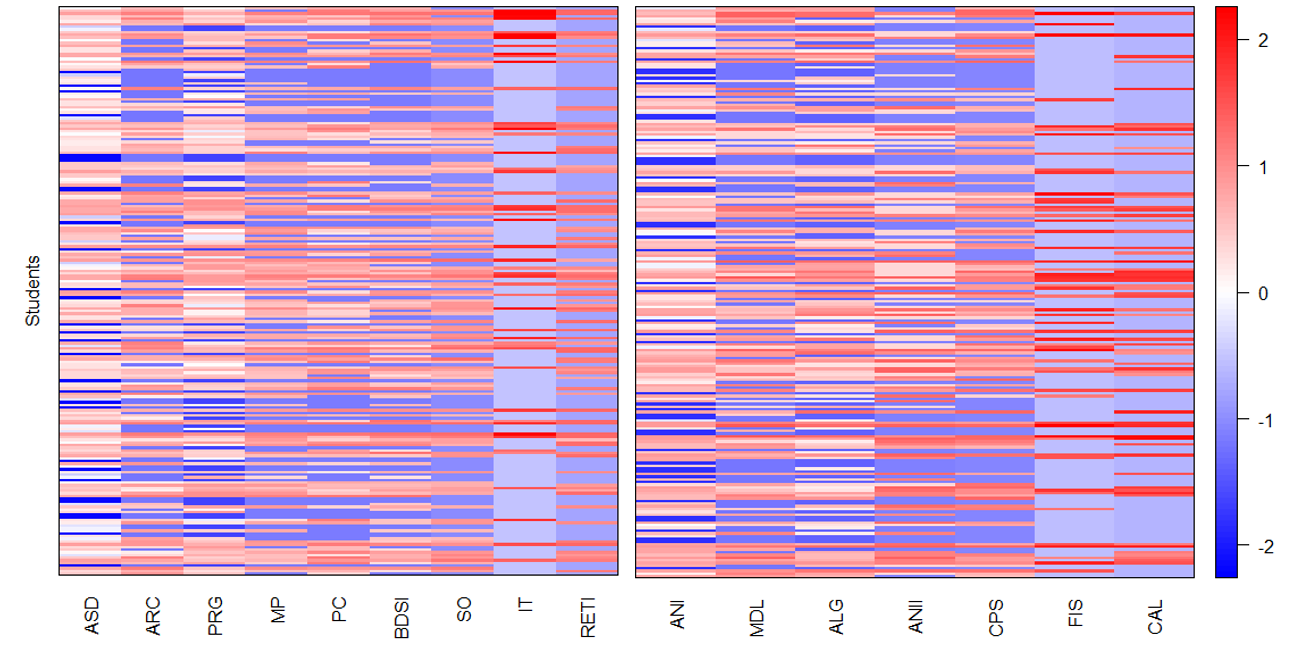 Students
ASD
ARC
PRG
MP
PC
BDSI
SO
IT
RETI
ANI
MDL
ALG
ANII
CPS
FIS
CAL
2
1
0
-1
-2